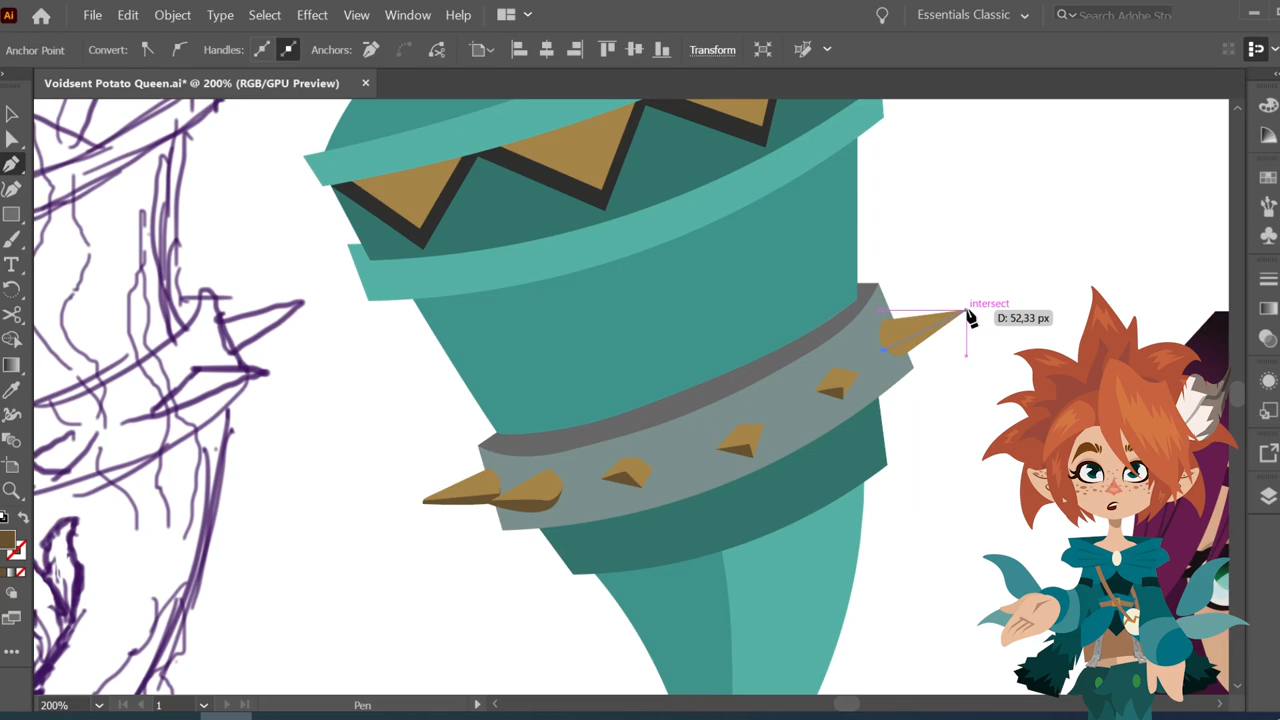 Ai File Edit Object Type Select Effect View Window Help Essentials Classic Search Adobe Sto
Anchor Point Convert: Handles: Anchors: Transform
Voidsent Potato Queen.ai* @ 200% (RGB/GPU Preview)
intersect
D: 52,33 px
200% 1 Pen